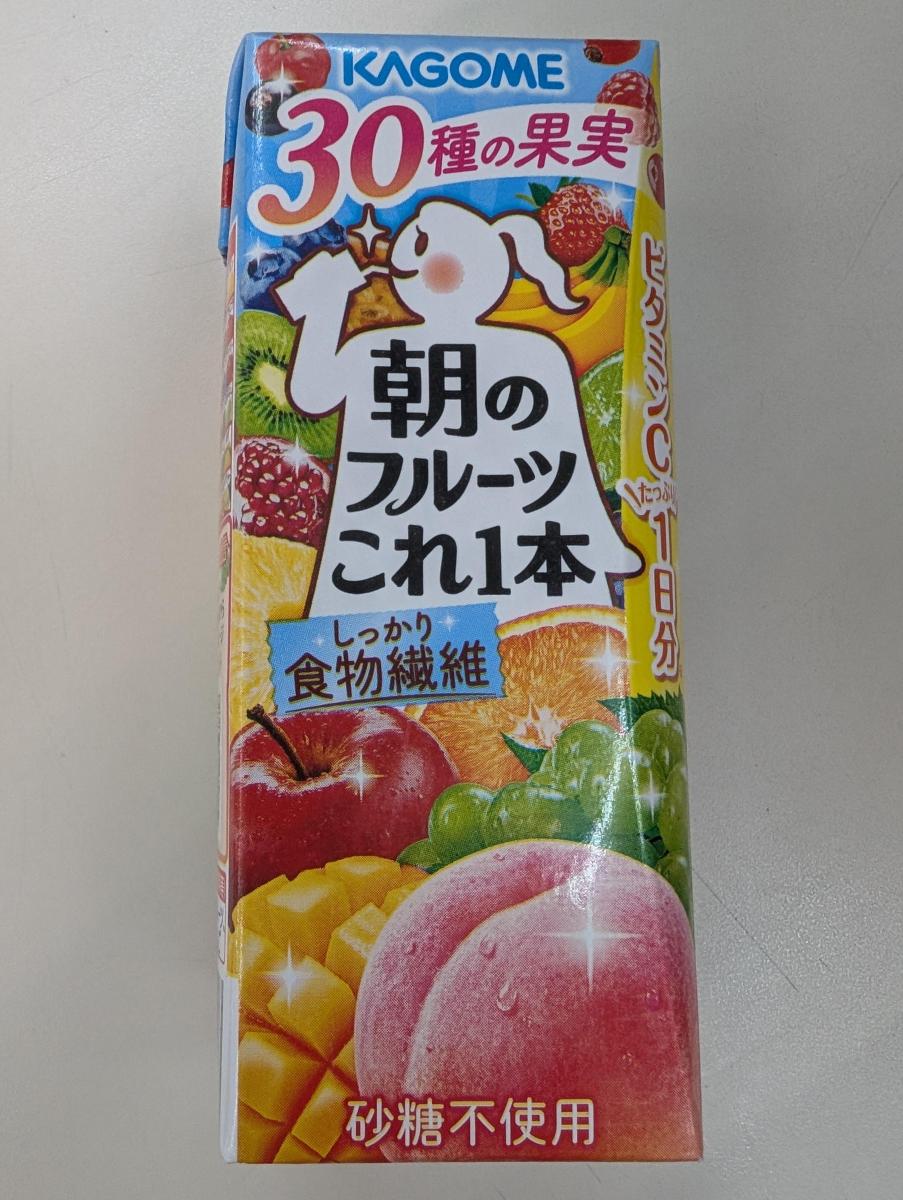 KAGOME
30種の果実
朝の
フルーツ
これ1本
しっかり
食物繊維
ビタミンC
たっぷり
1日分
砂糖不使用